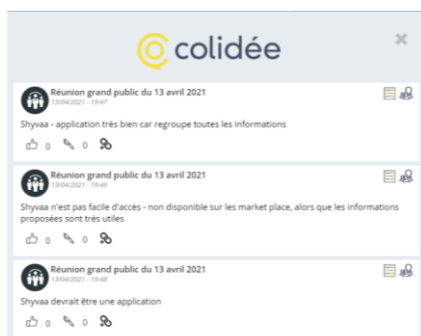 colidée
Réunion grand public du 13 avril 2021
13/04/2021 - 19:47
Shyvaa - application très bien car regroupe toutes les informations
0 0
Réunion grand public du 13 avril 2021
13/04/2021 - 19:49
Shyvaa n'est pas facile d'accès - non disponible sur les market place, alors que les informations
proposées sont très utiles
0 0
Réunion grand public du 13 avril 2021
13/04/2021 - 19:48
Shyvaa devrait être une application
0 0